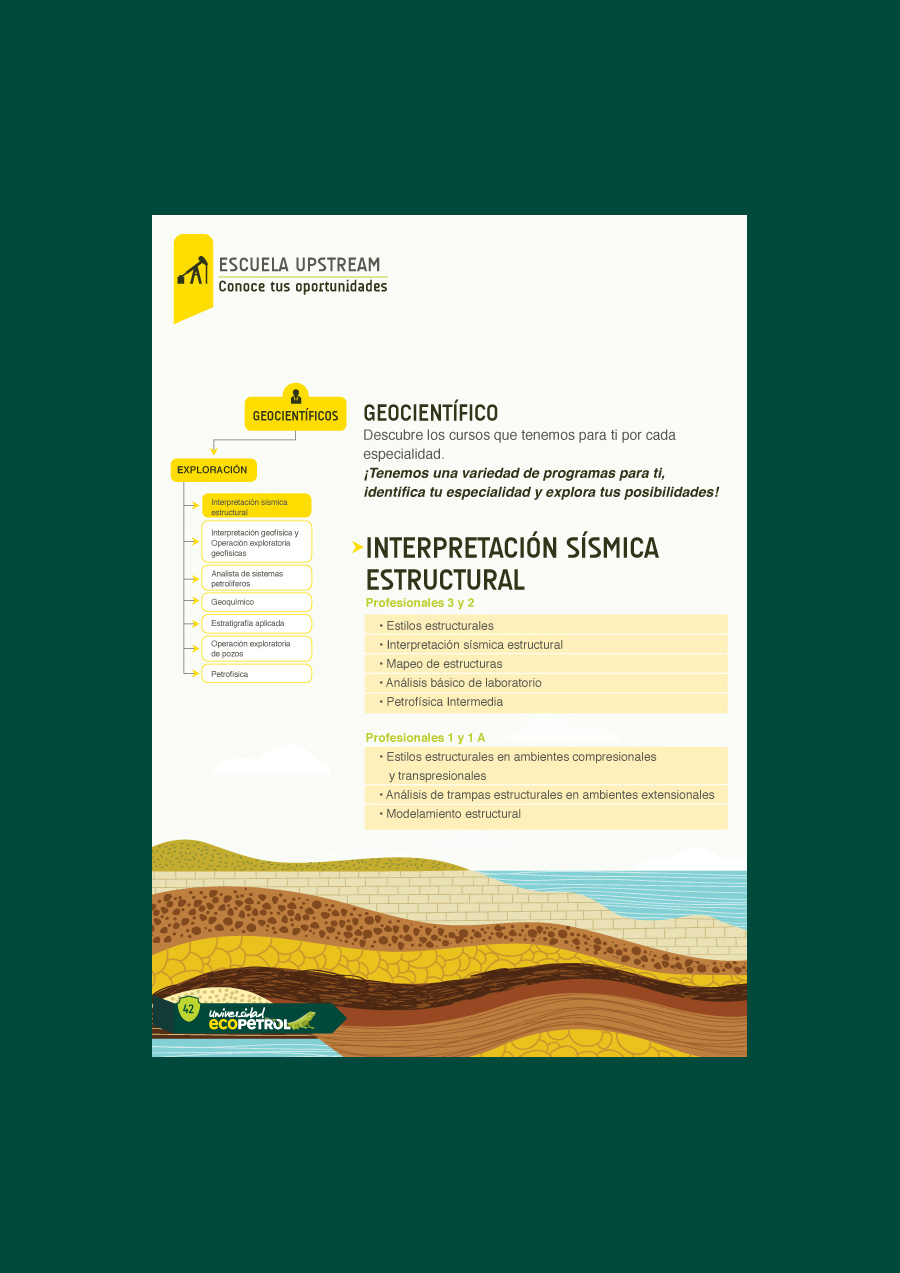 ESCUELA UPSTREAM
Conoce tus oportunidades
GEOCIENTÍFICOS
EXPLORACIÓN
Interpretación sísmica
estructural
Interpretación geofísica y
Operación exploratoria
geofísicas
Analista de sistemas
petrolíferos
Geoquímico
Estratigrafía aplicada
Operación exploratoria
de pozos
Petrofísica
GEOCIENTÍFICO
Descubre los cursos que tenemos para ti por cada
especialidad.
¡Tenemos una variedad de programas para ti,
identifica tu especialidad y explora tus posibilidades!
INTERPRETACIÓN SÍSMICA
ESTRUCTURAL
Profesionales 3 y 2
• Estilos estructurales
• Interpretación sísmica estructural
• Mapeo de estructuras
• Análisis básico de laboratorio
• Petrofísica Intermedia
Profesionales 1 y 1 A
• Estilos estructurales en ambientes compresionales
y transpresionales
• Análisis de trampas estructurales en ambientes extensionales
• Modelamiento estructural
42
Universidad
ECOPETROL